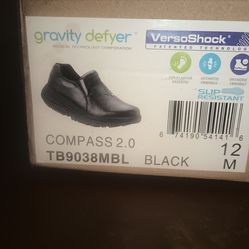 gravity defyer
MEDICAL TECHNOLOGY CORPORATION
VersoShock
PATENTED TECHNOLOGY
SLIP
RESISTANT
6 74190 54141 6
COMPASS 2.0
12
TB9038MBL BLACK
M